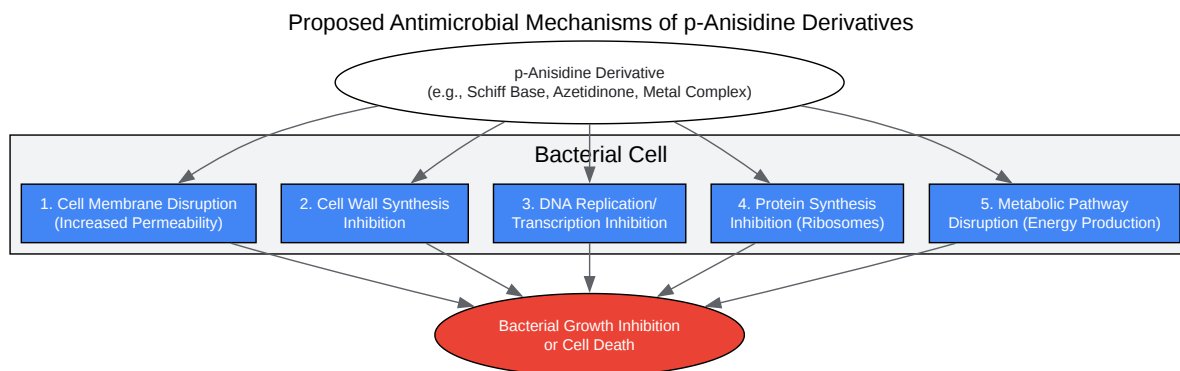 Proposed Antimicrobial Mechanisms of p-Anisidine Derivatives
p-Anisidine Derivative
(e.g., Schiff Base, Azetidinone, Metal Complex)
Bacterial Cell
1. Cell Membrane Disruption
(Increased Permeability)
2. Cell Wall Synthesis
Inhibition
3. DNA Replication/
Transcription Inhibition
4. Protein Synthesis
Inhibition (Ribosomes)
5. Metabolic Pathway
Disruption (Energy Production)
Bacterial Growth Inhibition
or Cell Death